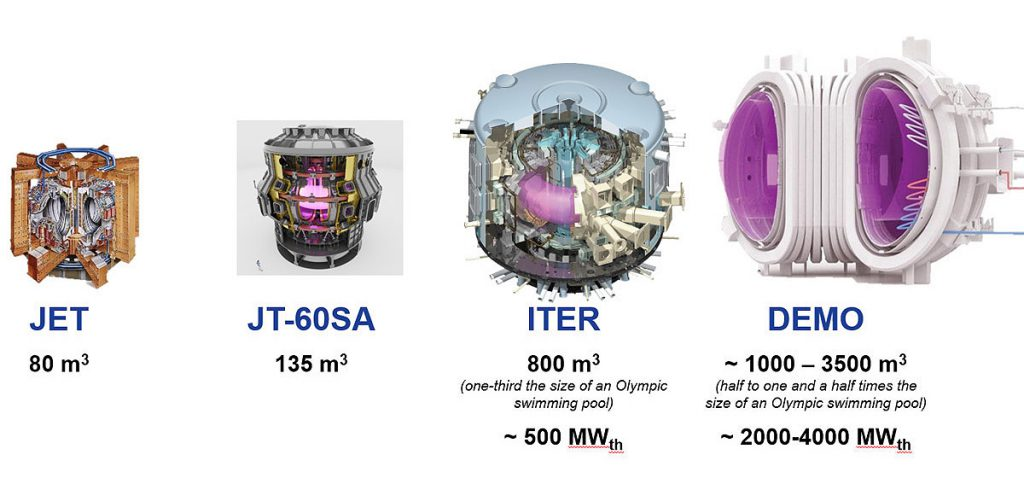 JET
80 m³
JT-60SA
135 m³
ITER
800 m³
(one-third the size of an Olympic
swimming pool)
~ 500 MWth
DEMO
~ 1000 – 3500 m³
(half to one and a half times the
size of an Olympic swimming pool)
~ 2000-4000 MWth